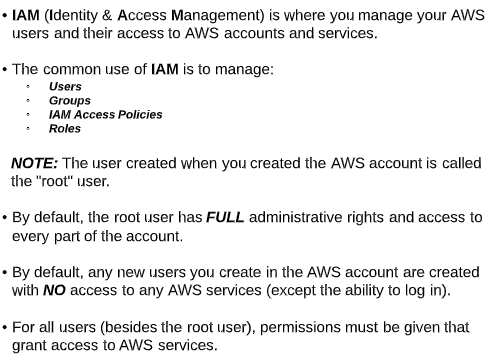 • IAM (Identity & Access Management) is where you manage your AWS
users and their access to AWS accounts and services.
• The common use of IAM is to manage:
◦ Users
◦ Groups
◦ IAM Access Policies
◦ Roles
NOTE: The user created when you created the AWS account is called
the "root" user.
• By default, the root user has FULL administrative rights and access to
every part of the account.
• By default, any new users you create in the AWS account are created
with NO access to any AWS services (except the ability to log in).
• For all users (besides the root user), permissions must be given that
grant access to AWS services.